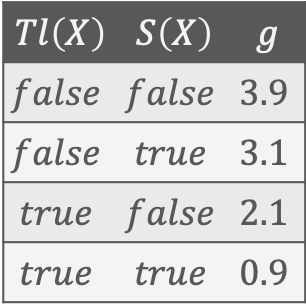 Tl(X) S(X) g
false false 3.9
false true 3.1
true false 2.1
true true 0.9